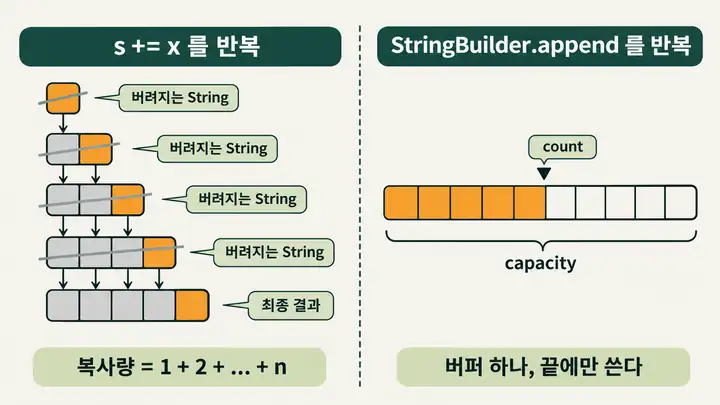 s += x 를 반복
버려지는 String
버려지는 String
버려지는 String
버려지는 String
최종 결과
복사량 = 1 + 2 + ... + n
StringBuilder.append 를 반복
count
capacity
버퍼 하나, 끝에만 쓴다